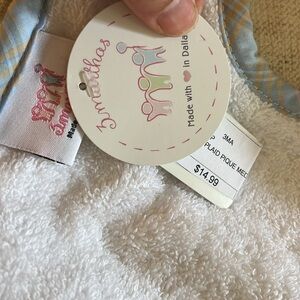 3marthas
Made with
in Dalla
3MA
PLAID PIQUE MED
$14.99